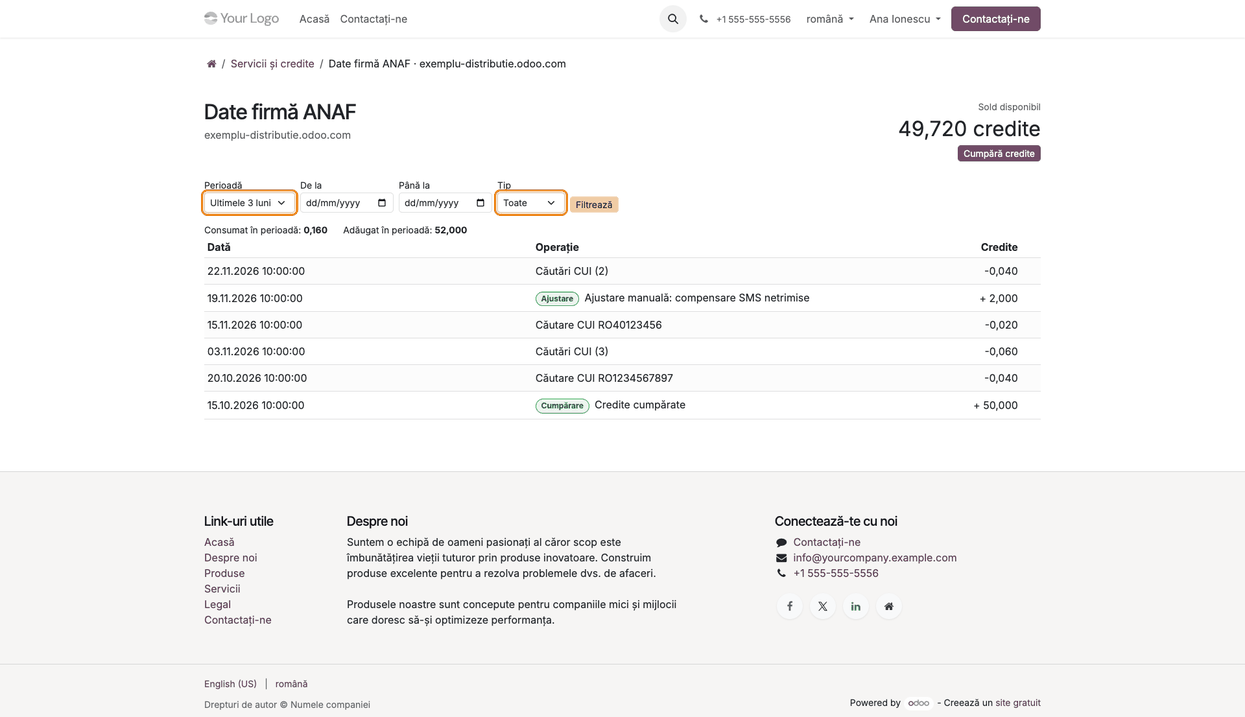 Your Logo Acasă Contactați-ne +1 555-555-5556 română Ana Ionescu Contactați-ne
/ Servicii și credite / Date firmă ANAF · exemplu-distributie.odoo.com
Date firmă ANAF
exemplu-distributie.odoo.com
Sold disponibil
49,720 credite
Cumpără credite
Perioadă De la Până la Tip
Ultimele 3 luni dd/mm/yyyy dd/mm/yyyy Toate Filtrează
Consumat în perioadă: 0,160 Adăugat în perioadă: 52,000
Dată Operație Credite
22.11.2026 10:00:00 Căutări CUI (2) -0,040
19.11.2026 10:00:00 Ajustare Ajustare manuală: compensare SMS netrimise + 2,000
15.11.2026 10:00:00 Căutare CUI RO40123456 -0,020
03.11.2026 10:00:00 Căutări CUI (3) -0,060
20.10.2026 10:00:00 Căutare CUI RO1234567897 -0,040
15.10.2026 10:00:00 Cumpărare Credite cumpărate + 50,000
Link-uri utile
Acasă
Despre noi
Produse
Servicii
Legal
Contactați-ne
Despre noi
Suntem o echipă de oameni pasionați al căror scop este
îmbunătățirea vieții tuturor prin produse inovatoare. Construim
produse excelente pentru a rezolva problemele dvs. de afaceri.
Produsele noastre sunt concepute pentru companiile mici și mijlocii
care doresc să-și optimizeze performanța.
Conectează-te cu noi
Contactați-ne
info@yourcompany.example.com
+1 555-555-5556
English (US) | română
Drepturi de autor © Numele companiei
Powered by odoo - Creează un site gratuit